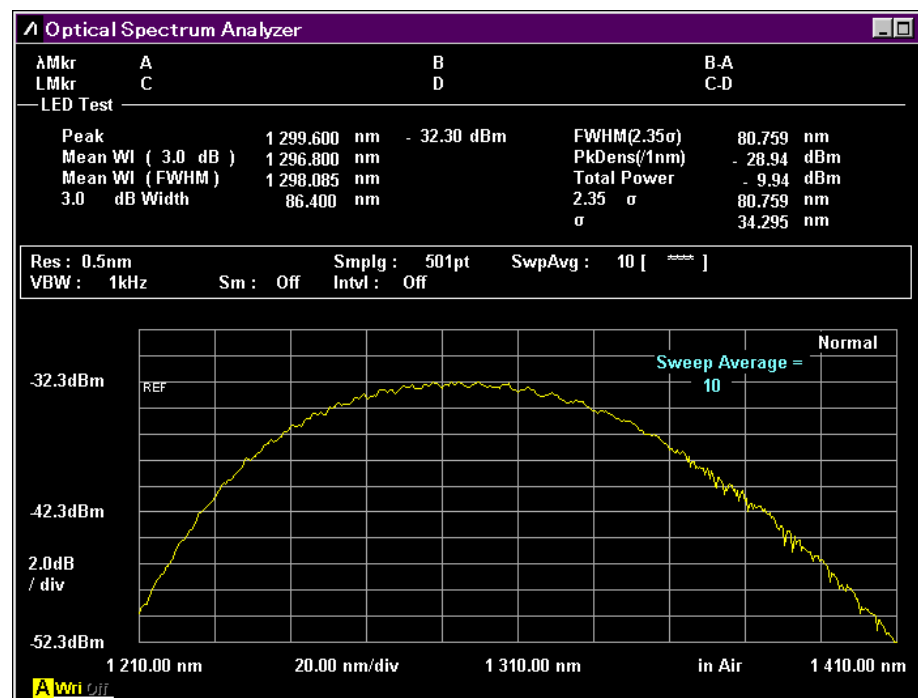 Optical Spectrum Analyzer
λMkr A B B-A
LMkr C D C-D
LED Test
Peak 1 299.600 nm - 32.30 dBm FWHM(2.35σ) 80.759 nm
Mean Wl ( 3.0 dB ) 1 296.800 nm PkDens(/1nm) - 28.94 dBm
Mean Wl ( FWHM ) 1 298.085 nm Total Power - 9.94 dBm
3.0 dB Width 86.400 nm 2.35 σ 80.759 nm
σ 34.295 nm
Res : 0.5nm Smplg : 501pt SwpAvg : 10 [ **** ]
VBW : 1kHz Sm : Off Intvl : Off
Normal
Sweep Average =
10
-32.3dBm REF
-42.3dBm
2.0dB
/ div
-52.3dBm
1 210.00 nm 20.00 nm/div 1 310.00 nm in Air 1 410.00 nm
A Wri Off